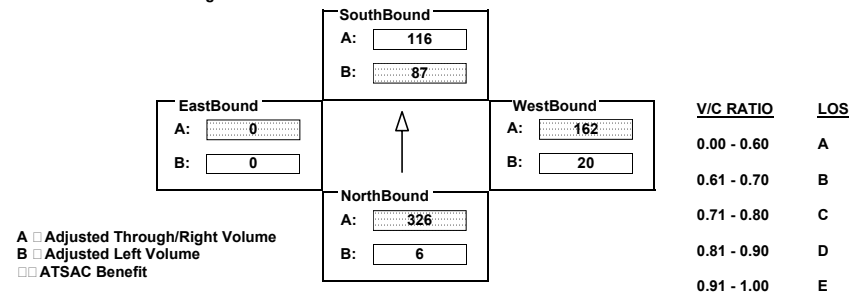 SouthBound
A: 116
B: 87
EastBound
A: 0
B: 0
WestBound
A: 162
B: 20
NorthBound
A: 326
B: 6
A □ Adjusted Through/Right Volume
B □ Adjusted Left Volume
□□ ATSAC Benefit
V/C RATIO LOS
0.00 - 0.60 A
0.61 - 0.70 B
0.71 - 0.80 C
0.81 - 0.90 D
0.91 - 1.00 E